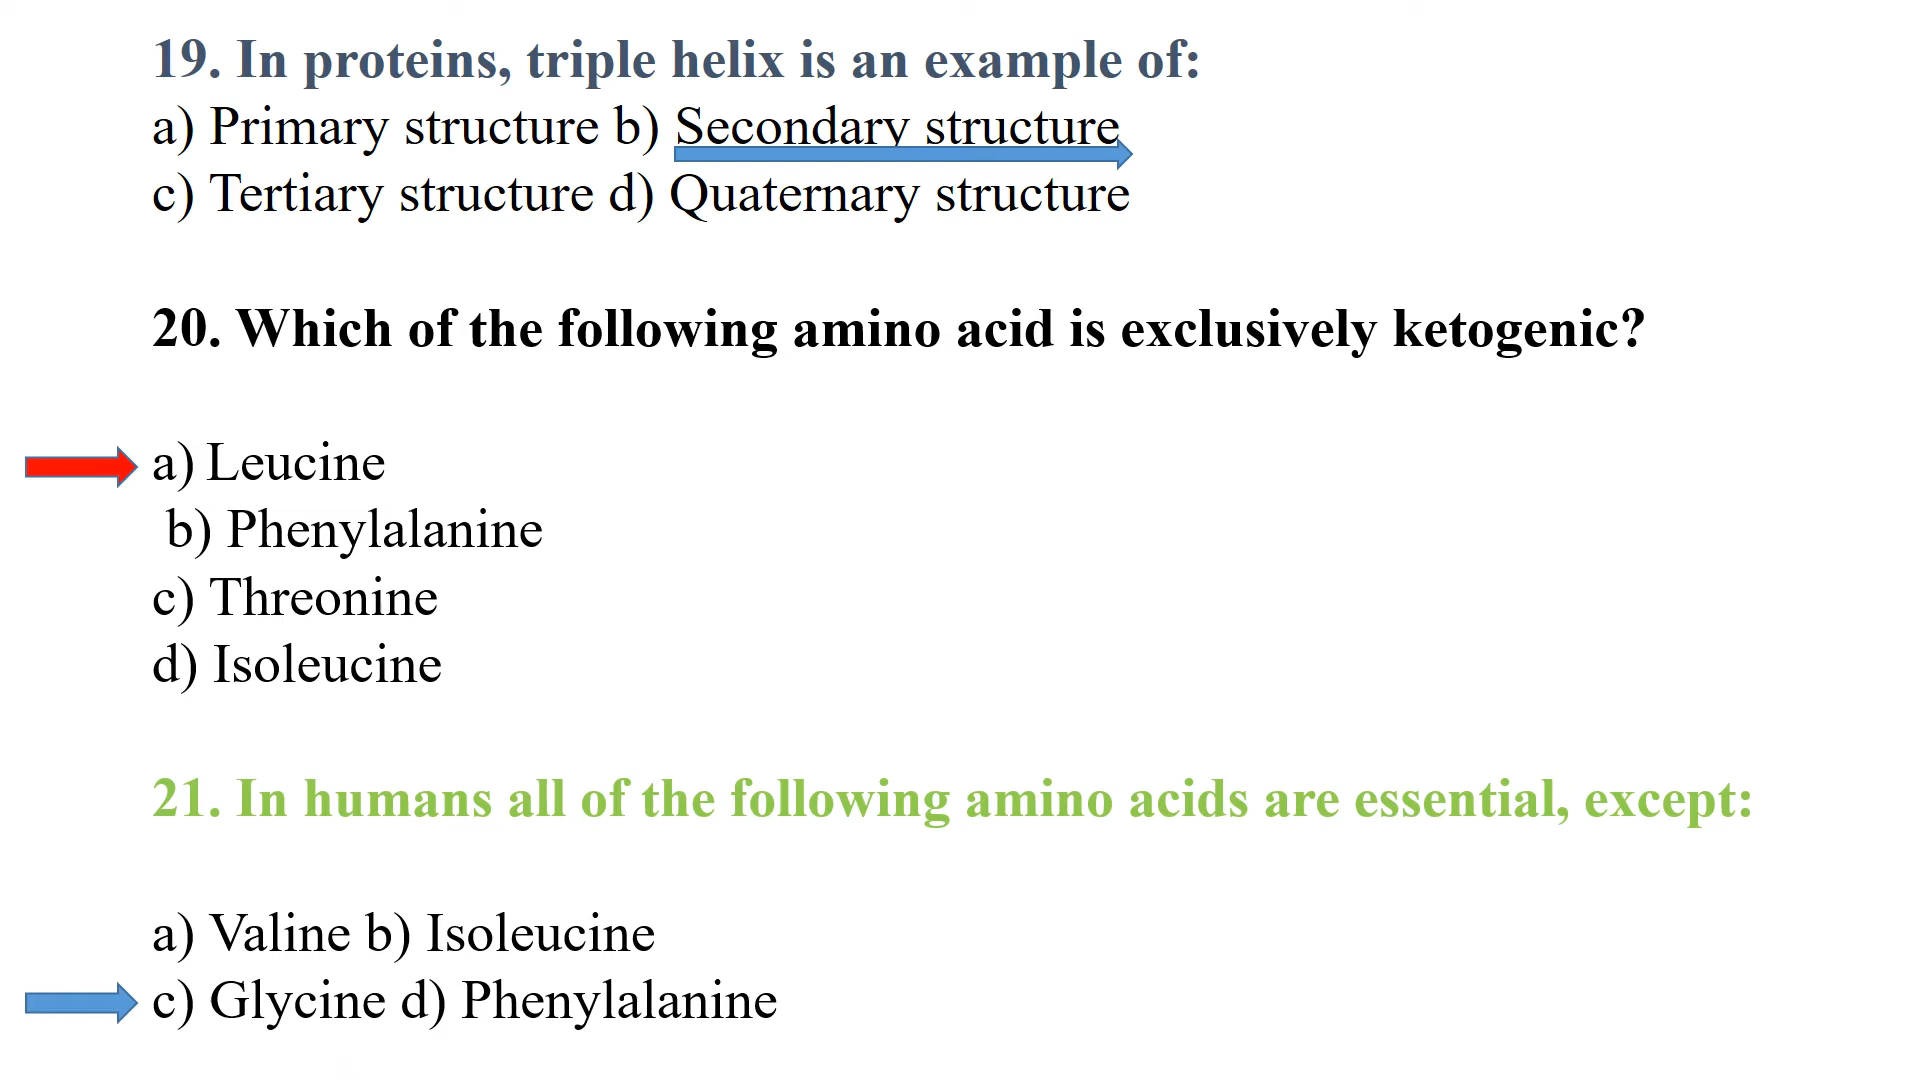 19. In proteins, triple helix is an example of:
a) Primary structure b) Secondary structure
c) Tertiary structure d) Quaternary structure
20. Which of the following amino acid is exclusively ketogenic?
a) Leucine
b) Phenylalanine
c) Threonine
d) Isoleucine
21. In humans all of the following amino acids are essential, except:
a) Valine b) Isoleucine
c) Glycine d) Phenylalanine